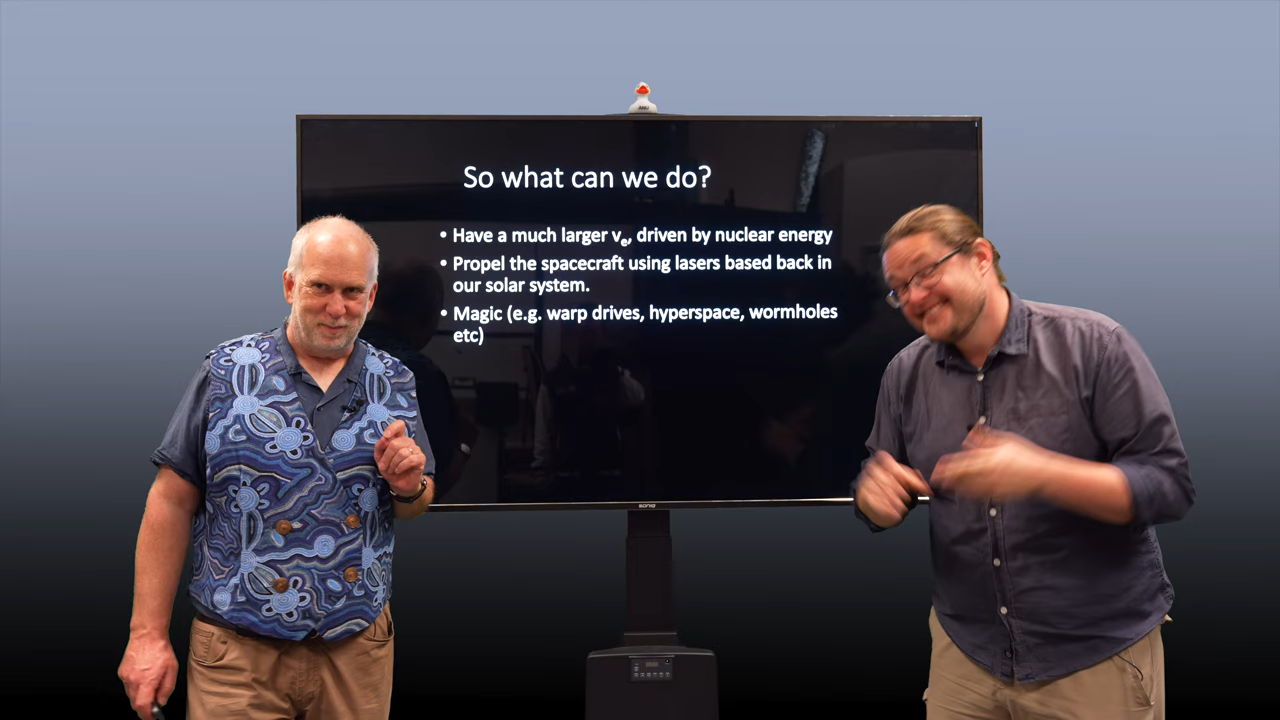 So what can we do?
• Have a much larger vₑ, driven by nuclear energy
• Propel the spacecraft using lasers based back in
our solar system.
• Magic (e.g. warp drives, hyperspace, wormholes
etc)
soniq